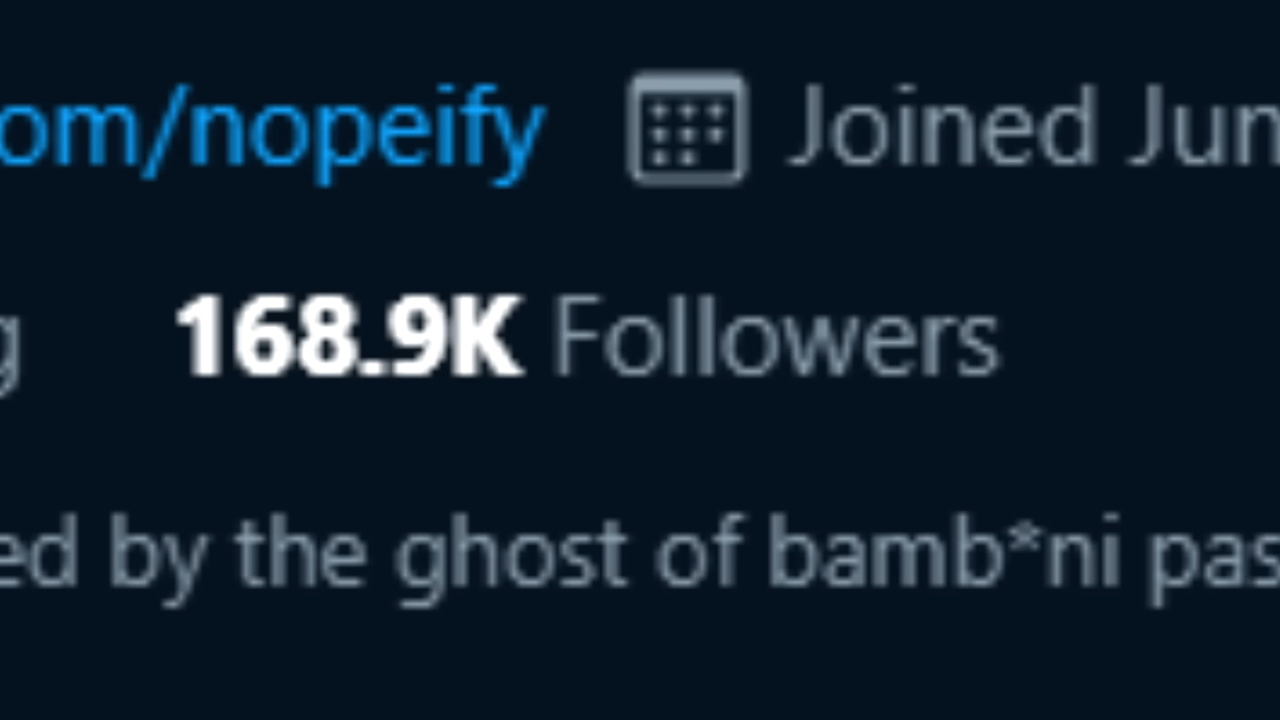 om/nopeify Joined Jun
g 168.9K Followers
ed by the ghost of bamb*ni pas